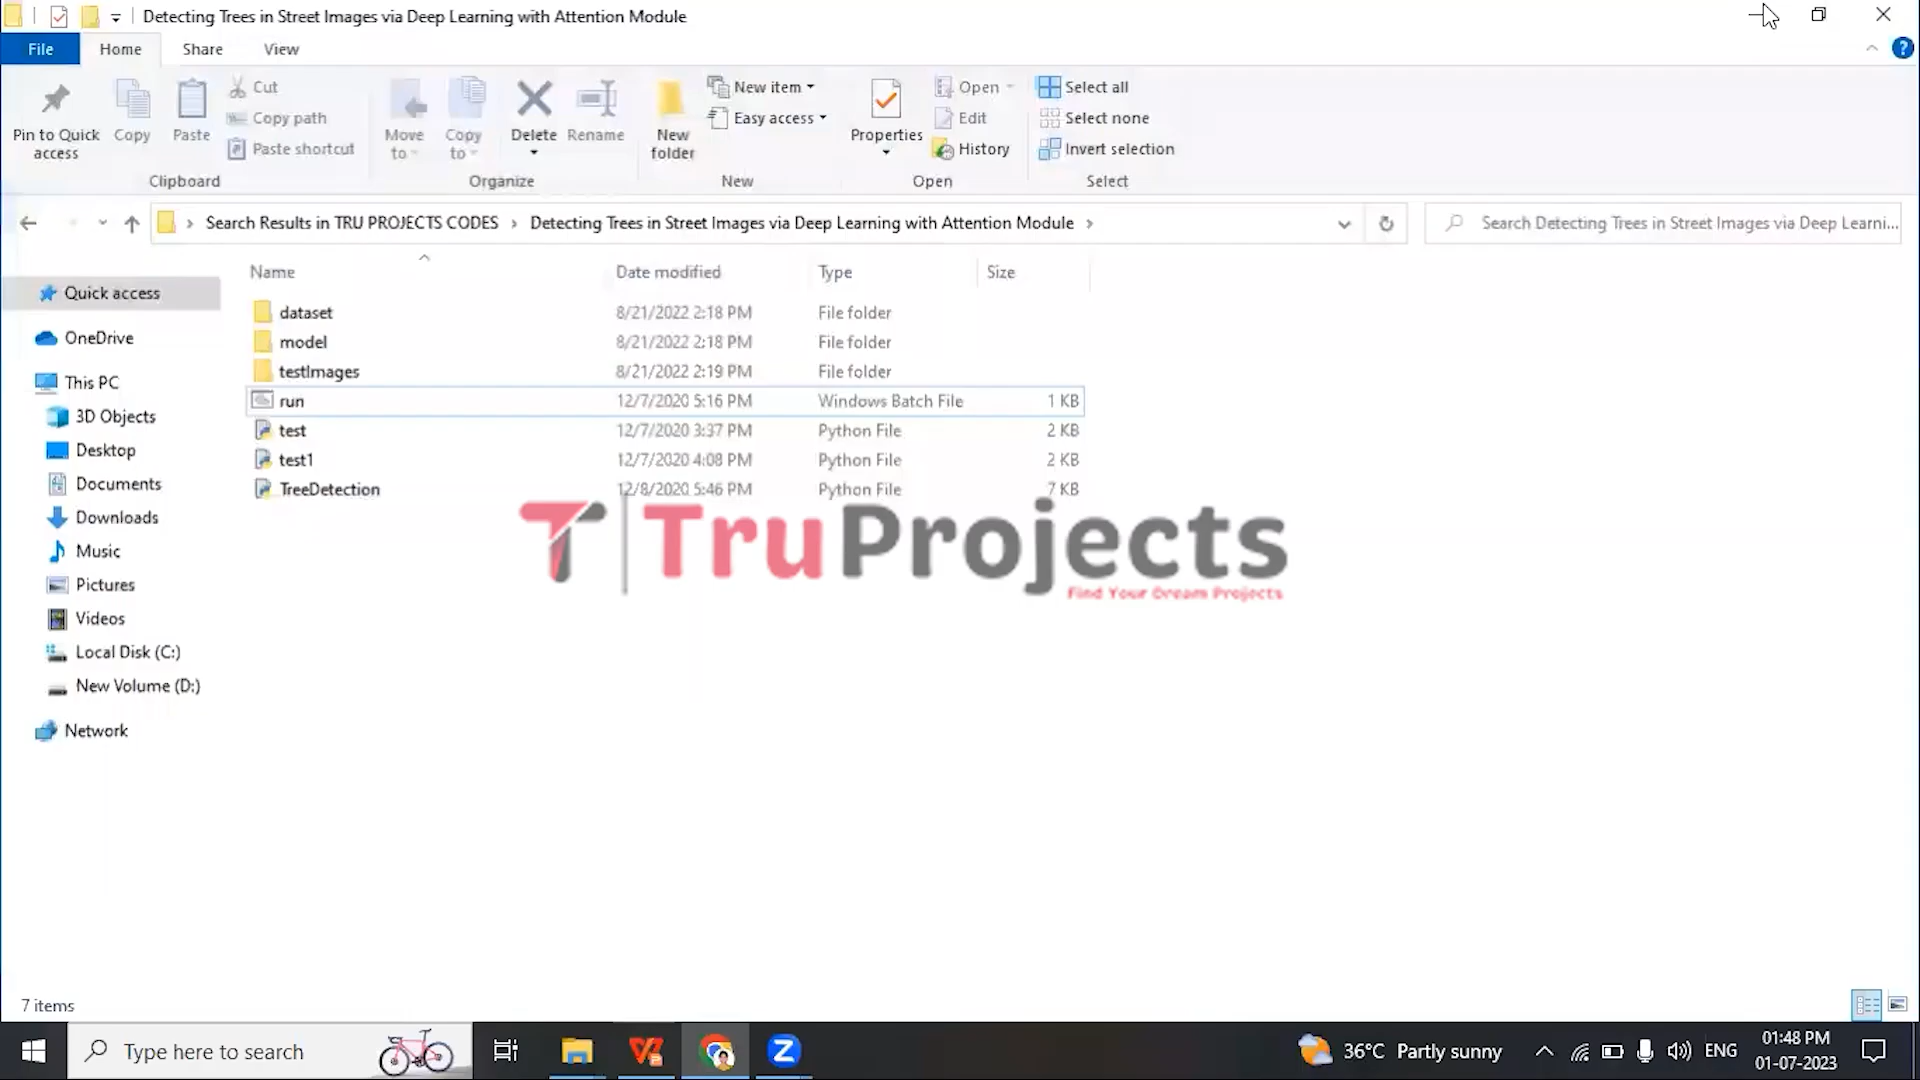 Detecting Trees in Street Images via Deep Learning with Attention Module
File Home Share View
Pin to Quick access
Copy
Paste
Cut
Copy path
Paste shortcut
Clipboard
Move to
Copy to
Delete
Rename
Organize
New folder
New item
Easy access
New
Properties
Open
Edit
History
Open
Select all
Select none
Invert selection
Select
Search Results in TRU PROJECTS CODES > Detecting Trees in Street Images via Deep Learning with Attention Module >
Search Detecting Trees in Street Images via Deep Learni...
Name Date modified Type Size
Quick access
OneDrive
This PC
3D Objects
Desktop
Documents
Downloads
Music
Pictures
Videos
Local Disk (C:)
New Volume (D:)
Network
dataset 8/21/2022 2:18 PM File folder
model 8/21/2022 2:18 PM File folder
testImages 8/21/2022 2:19 PM File folder
run 12/7/2020 5:16 PM Windows Batch File 1 KB
test 12/7/2020 3:37 PM Python File 2 KB
test1 12/7/2020 4:08 PM Python File 2 KB
TreeDetection 12/8/2020 5:46 PM Python File 7 KB
TruProjects
Find Your Dream Projects
7 items
Type here to search
36°C Partly sunny
ENG
01:48 PM
01-07-2023